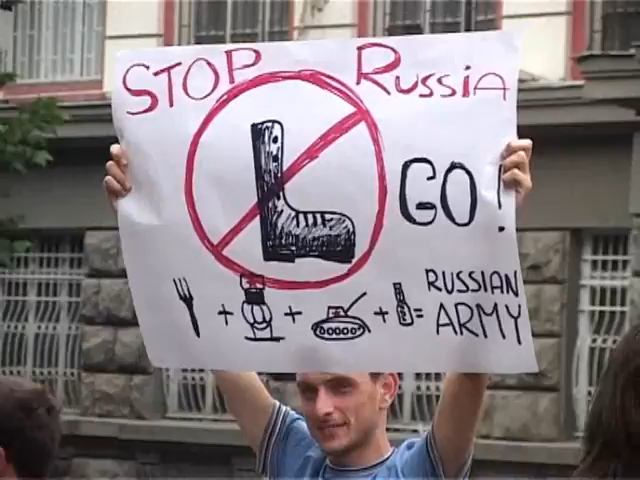 STOP RUSSIA
GO!
+ + + = RUSSIAN
ARMY